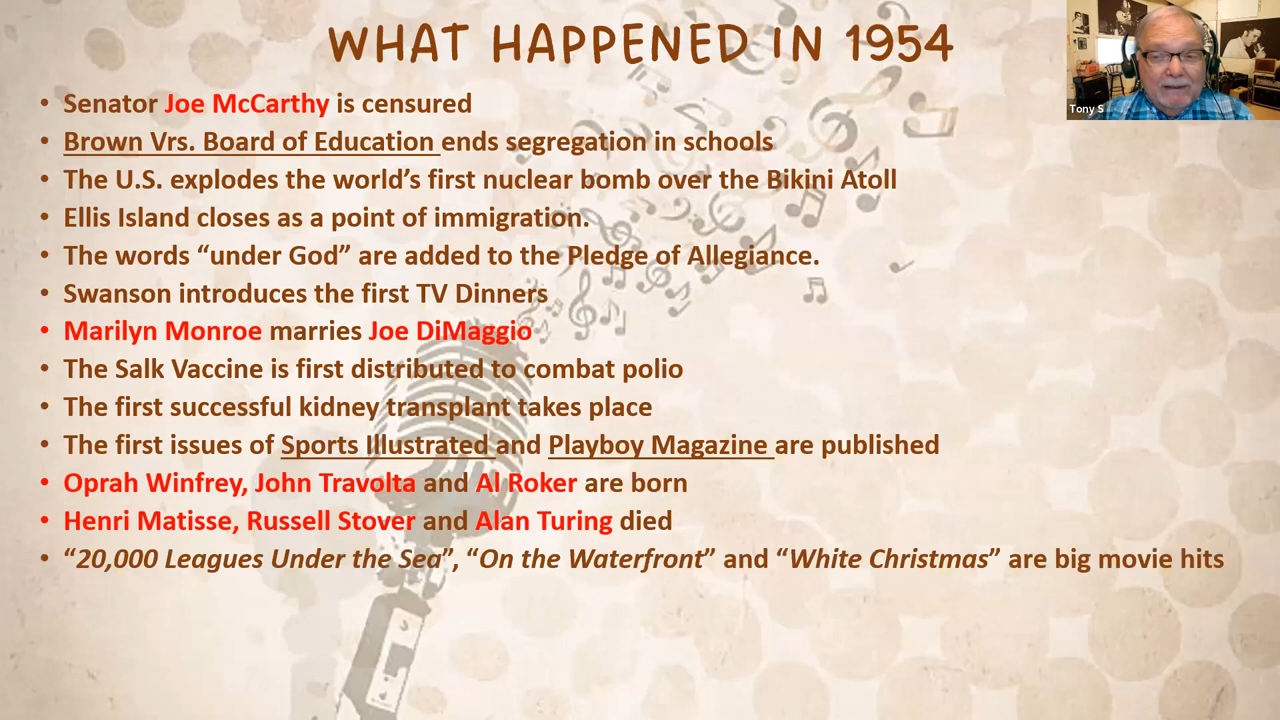 WHAT HAPPENED IN 1954
• Senator Joe McCarthy is censured
• Brown Vrs. Board of Education ends segregation in schools
• The U.S. explodes the world’s first nuclear bomb over the Bikini Atoll
• Ellis Island closes as a point of immigration.
• The words “under God” are added to the Pledge of Allegiance.
• Swanson introduces the first TV Dinners
• Marilyn Monroe marries Joe DiMaggio
• The Salk Vaccine is first distributed to combat polio
• The first successful kidney transplant takes place
• The first issues of Sports Illustrated and Playboy Magazine are published
• Oprah Winfrey, John Travolta and Al Roker are born
• Henri Matisse, Russell Stover and Alan Turing died
• “20,000 Leagues Under the Sea”, “On the Waterfront” and “White Christmas” are big movie hits
Tony S